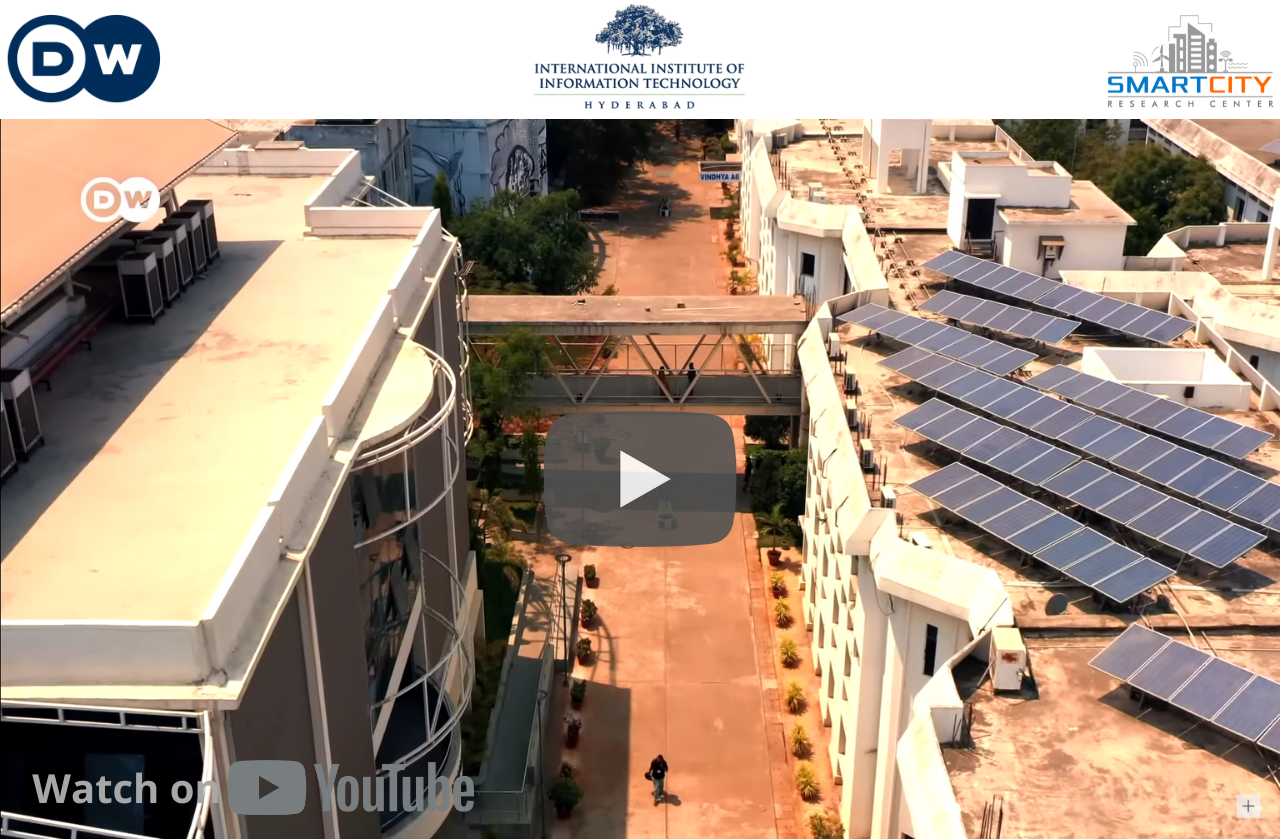 DW
INTERNATIONAL INSTITUTE OF
INFORMATION TECHNOLOGY
HYDERABAD
SMARTCITY
RESEARCH CENTER
DW
VINDHYA A6
Watch on YouTube